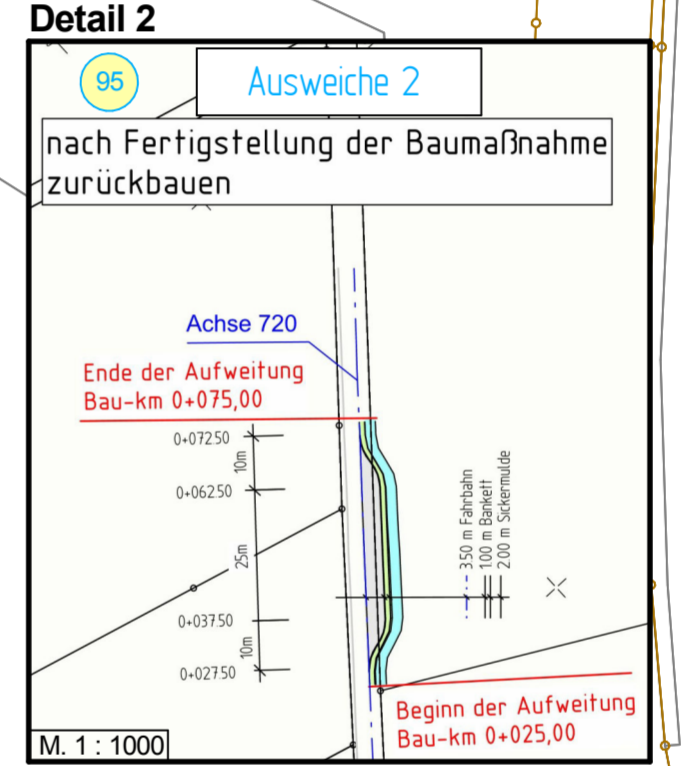 Detail 2
95
Ausweiche 2
nach Fertigstellung der Baumaßnahme
zurückbauen
Achse 720
Ende der Aufweitung
Bau-km 0+075,00
0+072.50
10m
0+062.50
25m
0+037.50
10m
0+027.50
3.50 m Fahrbahn
1.00 m Bankett
2.00 m Sickermulde
Beginn der Aufweitung
Bau-km 0+025,00
M. 1 : 1000